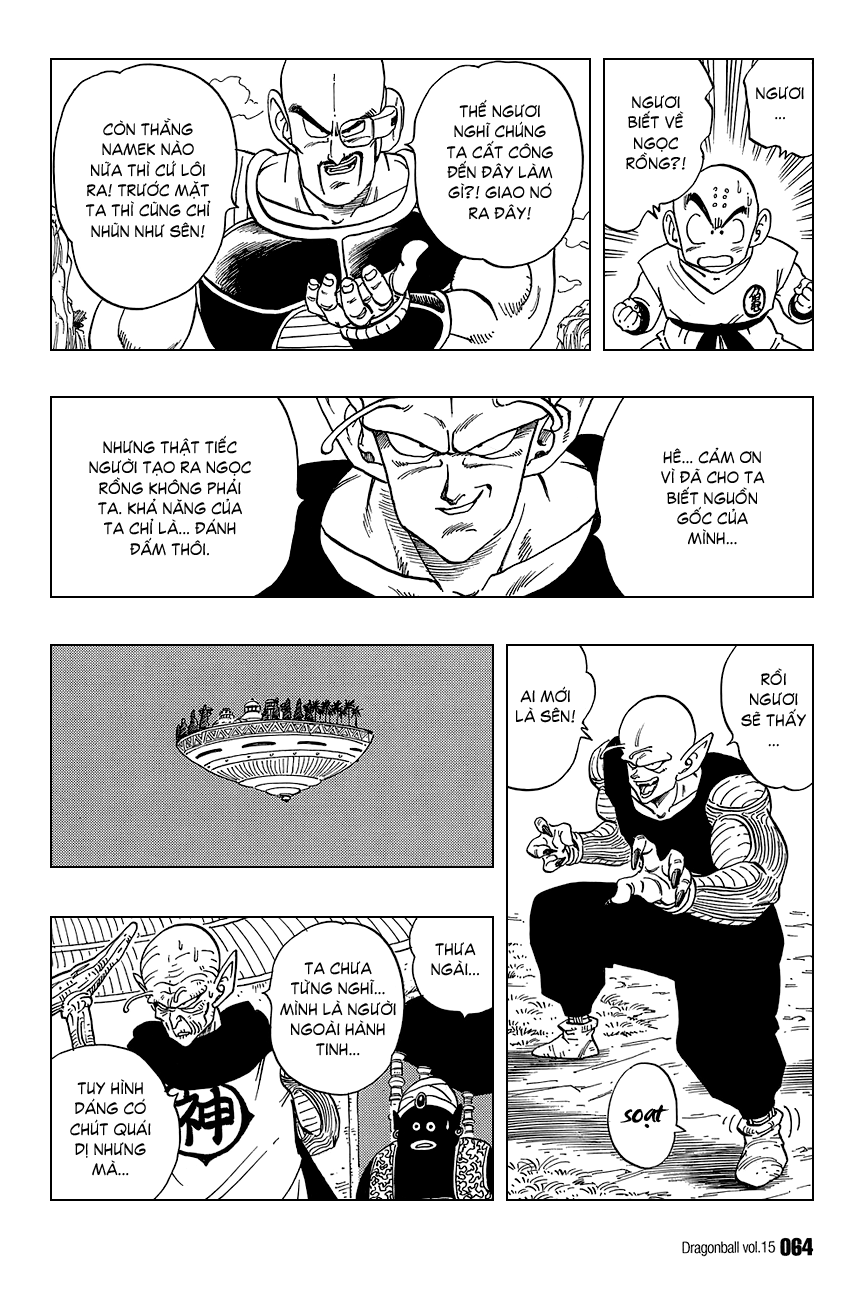 NGƯƠI
...
NGƯƠI
BIẾT VỀ
NGỌC
RỒNG?!
THẾ NGƯƠI
NGHĨ CHÚNG
TA CẤT CÔNG
ĐẾN ĐÂY LÀM
GÌ?! GIAO NÓ
RA ĐÂY!
CÒN THẰNG
NAMEK NÀO
NỮA THÌ CỨ LÔI
RA! TRƯỚC MẶT
TA THÌ CŨNG CHỈ
NHŨN NHƯ SÊN!
HÊ... CẢM ƠN
VÌ ĐÃ CHO TA
BIẾT NGUỒN
GỐC CỦA
MÌNH...
NHƯNG THẬT TIẾC
NGƯỜI TẠO RA NGỌC
RỒNG KHÔNG PHẢI
TA. KHẢ NĂNG CỦA
TA CHỈ LÀ... ĐÁNH
ĐẤM THÔI.
RỒI
NGƯƠI
SẼ THẤY
...
AI MỚI
LÀ SÊN!
soạt
THƯA
NGÀI...
TA CHƯA
TỪNG NGHĨ...
MÌNH LÀ NGƯỜI
NGOÀI HÀNH
TINH...
TUY HÌNH
DÁNG CÓ
CHÚT QUÁI
DỊ NHƯNG
MÀ...
神
Dragonball vol.15 064